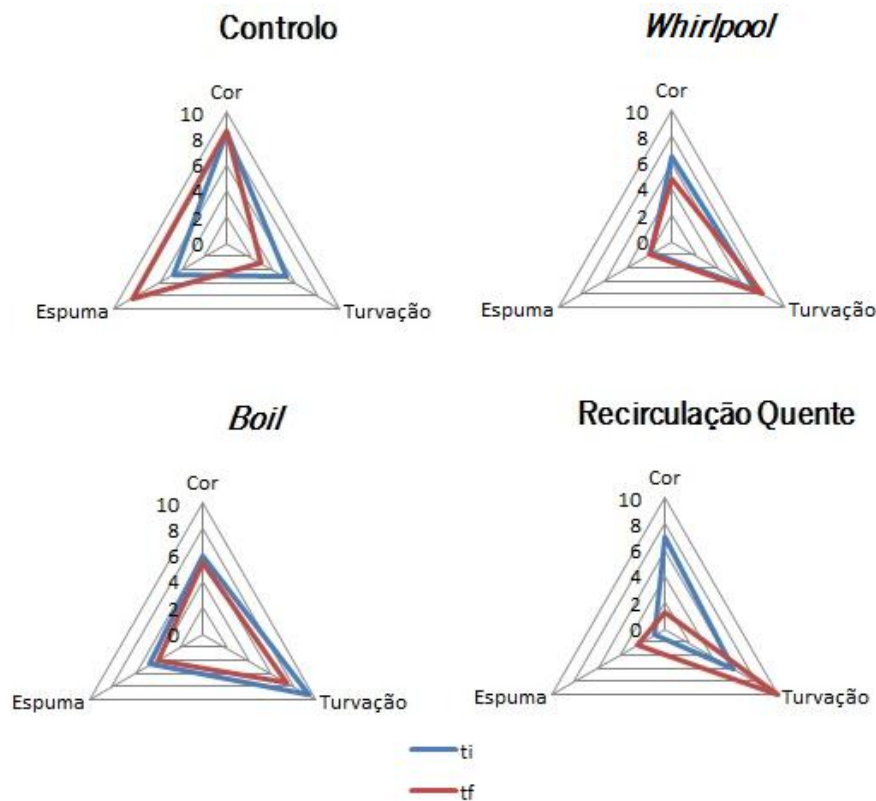 Controlo
Cor
10
8
6
4
2
0
Espuma
Turvação
Whirlpool
Cor
10
8
6
4
2
0
Espuma
Turvação
Boil
Cor
10
8
6
4
2
0
Espuma
Turvação
Recirculação Quente
Cor
10
8
6
4
2
0
Espuma
Turvação
ti
tf